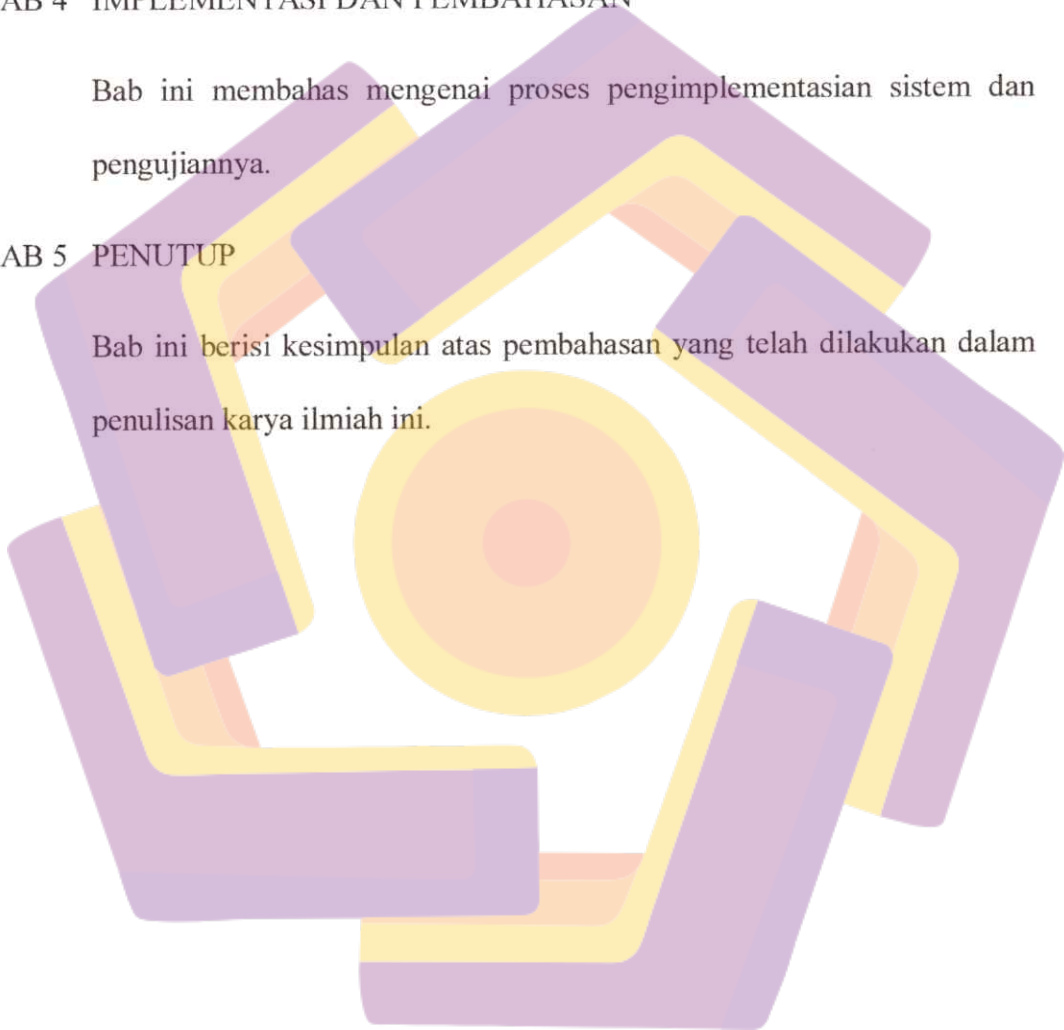 AB 4 IMPLEMENTASI DAN PEMBAHASAN
Bab ini membahas mengenai proses pengimplementasian sistem dan
pengujiannya.
AB 5 PENUTUP
Bab ini berisi kesimpulan atas pembahasan yang telah dilakukan dalam
penulisan karya ilmiah ini.